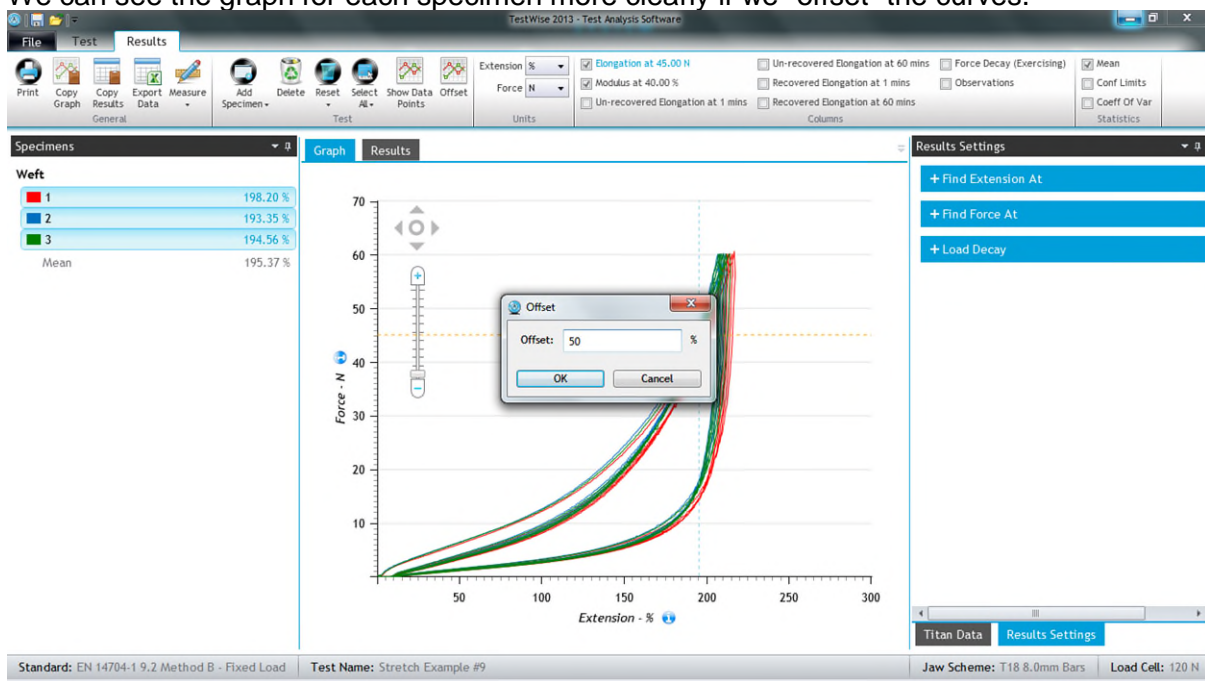 We can see the graph for each specimen more clearly if we "offset" the curves.
TestWise 2013 - Test Analysis Software
File Test Results
Print
Copy Graph
Copy Results
Export Data
Measure
General
Add Specimen
Delete
Reset
Select All
Show Data Points
Offset
Test
Extension %
Force N
Units
Elongation at 45.00 N
Modulus at 40.00 %
Un-recovered Elongation at 1 mins
Un-recovered Elongation at 60 mins
Recovered Elongation at 1 mins
Recovered Elongation at 60 mins
Force Decay (Exercising)
Observations
Columns
Mean
Conf Limits
Coeff Of Var
Statistics
Specimens
Weft
1 198.20 %
2 193.35 %
3 194.56 %
Mean 195.37 %
Graph Results
70
60
50
40
30
20
10
Force - N
50 100 150 200 250 300
Extension - %
Offset
Offset: 50 %
OK Cancel
Results Settings
+ Find Extension At
+ Find Force At
+ Load Decay
Titan Data Results Settings
Standard: EN 14704-1 9.2 Method B - Fixed Load
Test Name: Stretch Example #9
Jaw Scheme: T18 8.0mm Bars
Load Cell: 120 N